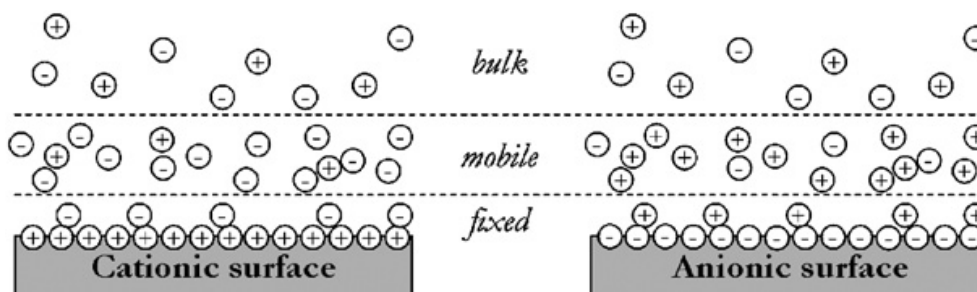 bulk
mobile
fixed
Cationic surface
Anionic surface